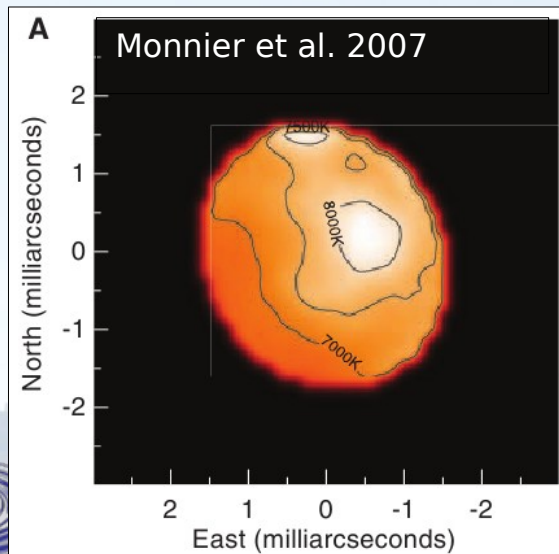 A
Monnier et al. 2007
7500K
8000K
7000K
2
1
0
-1
-2
North (milliarcseconds)
2 1 0 -1 -2
East (milliarcseconds)